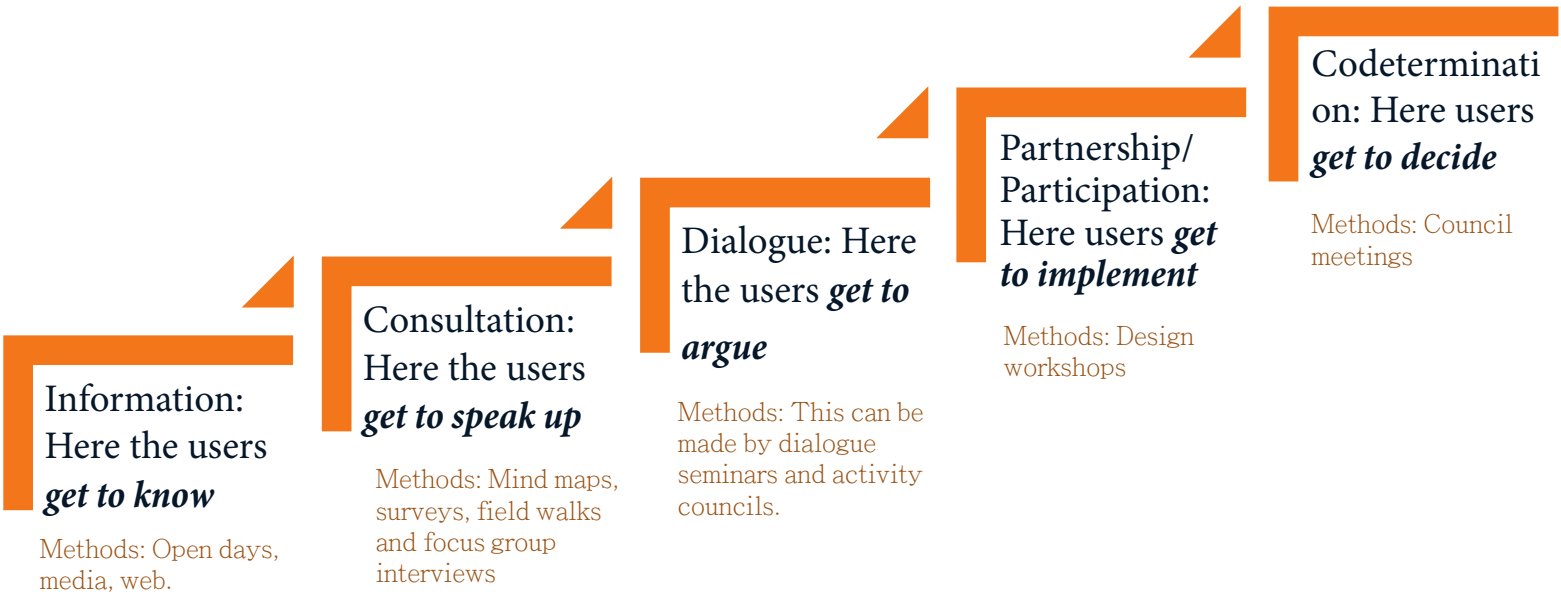 Information:
Here the users
get to know
Methods: Open days,
media, web.
Consultation:
Here the users
get to speak up
Methods: Mind maps,
surveys, field walks
and focus group
interviews
Dialogue: Here
the users get to
argue
Methods: This can be
made by dialogue
seminars and activity
councils.
Partnership/
Participation:
Here users get
to implement
Methods: Design
workshops
Codeterminati
on: Here users
get to decide
Methods: Council
meetings